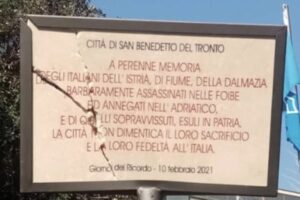 CITTÀ DI SAN BENEDETTO DEL TRONTO
A PERENNE MEMORIA
DEGLI ITALIANI DELL' ISTRIA, DI FIUME, DELLA DALMAZIA
BARBARAMENTE ASSASSINATI NELLE FOIBE
ED ANNEGATI NELL' ADRIATICO,
E DI SOPRAVVISSUTI, ESULI IN PATRIA,
LA CITTÀ NON DIMENTICA IL LORO SACRIFICIO
E LA LORO FEDELTÀ ALL' ITALIA.
Giorno del Ricordo - 10 febbraio 2021